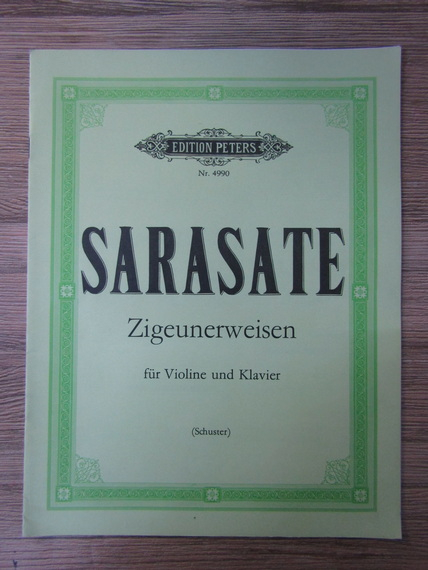 EDITION PETERS
Nr. 4990
SARASATE
Zigeunerweisen
für Violine und Klavier
(Schuster)